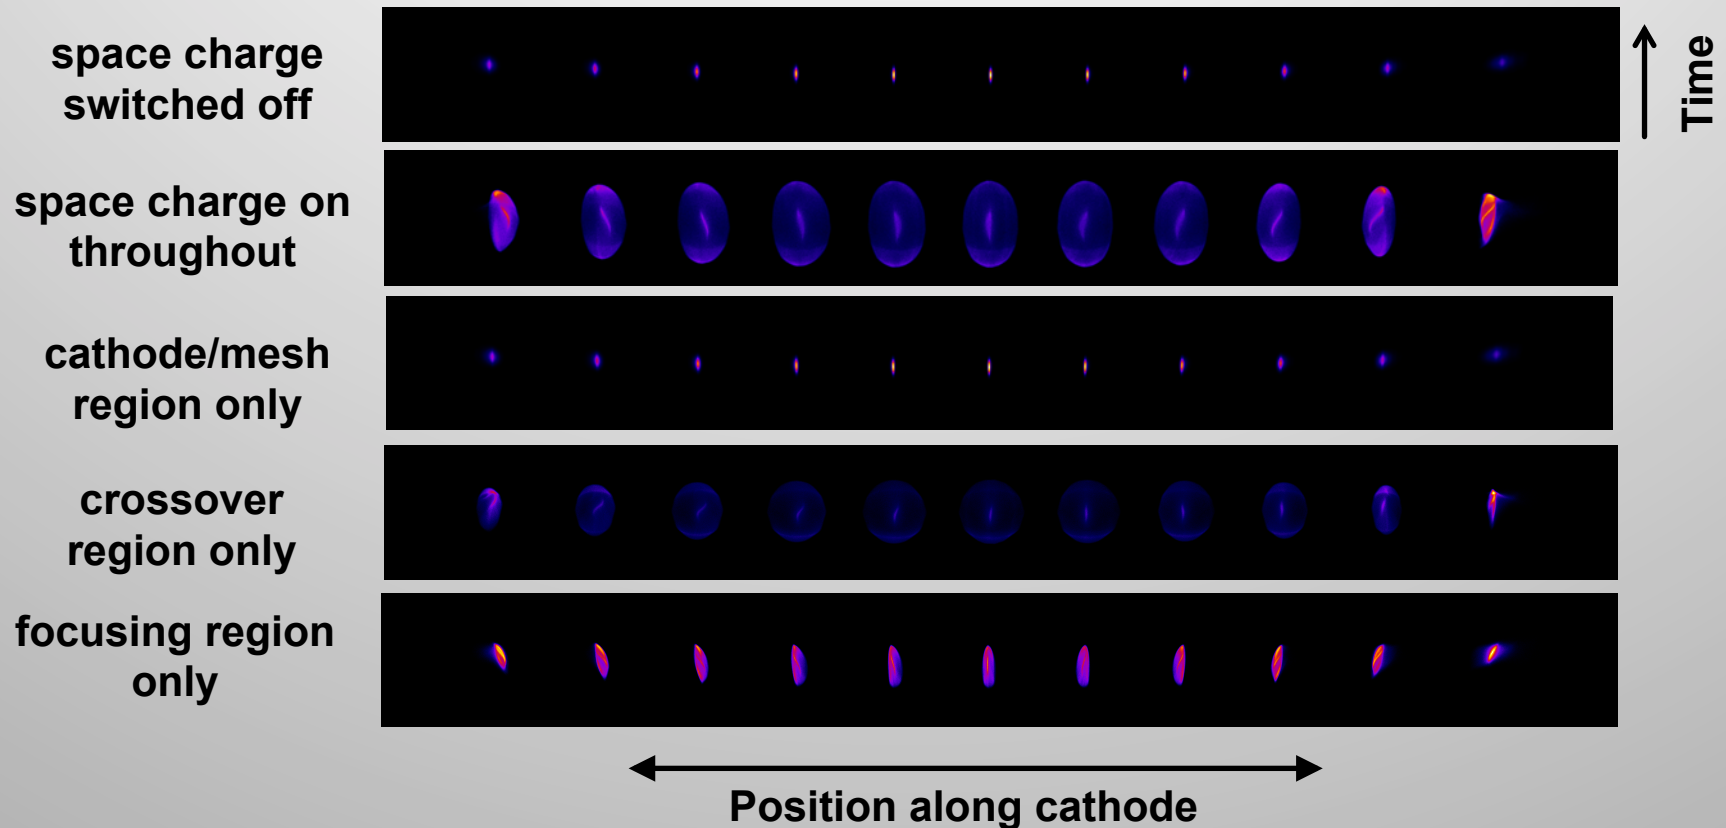 space charge
switched off
Time
space charge on
throughout
cathode/mesh
region only
crossover
region only
focusing region
only
Position along cathode